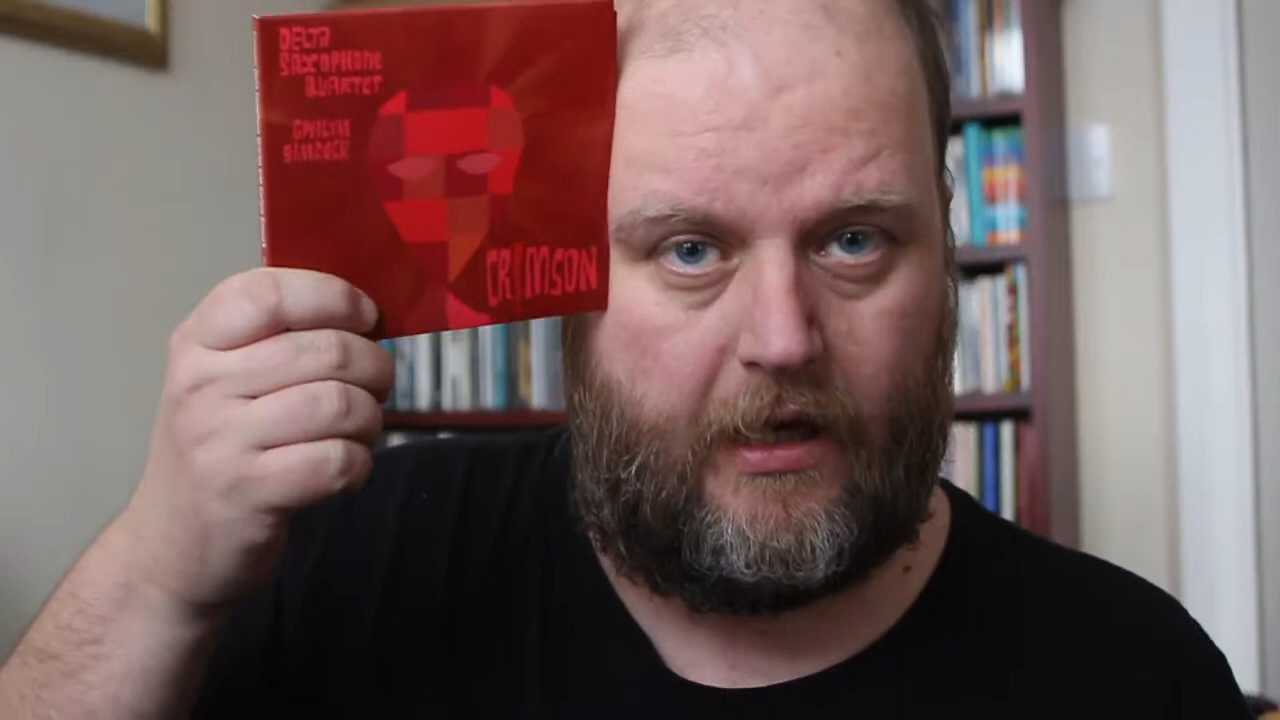 DELTA
SAXOPHONE
QUARTET
GWILYM
SIMCOCK
CRIMSON